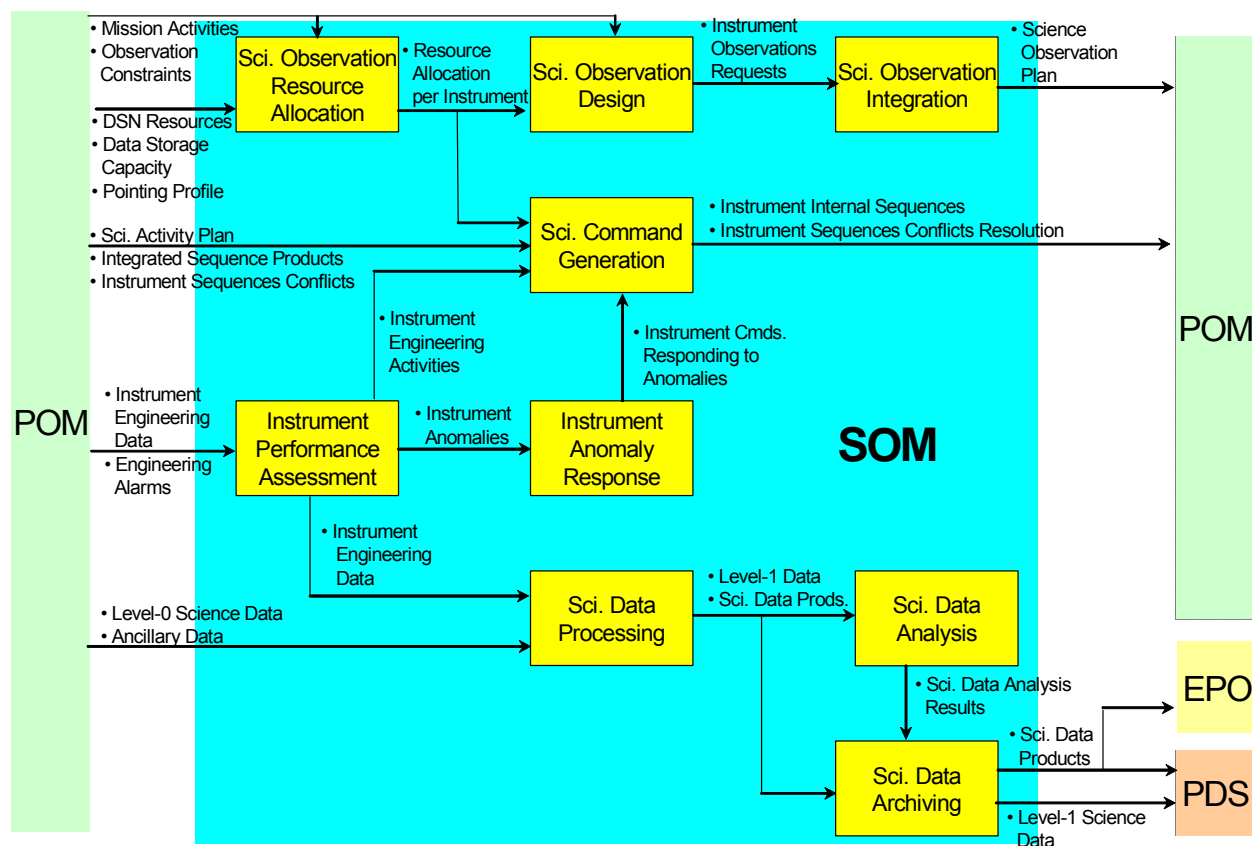 • Mission Activities
• Observation
Constraints
Sci. Observation
Resource
Allocation
• Resource
Allocation
per Instrument
Sci. Observation
Design
• Instrument
Observations
Requests
Sci. Observation
Integration
• Science
Observation
Plan
• DSN Resources
• Data Storage
Capacity
• Pointing Profile
• Sci. Activity Plan
• Integrated Sequence Products
• Instrument Sequences Conflicts
Sci. Command
Generation
• Instrument Internal Sequences
• Instrument Sequences Conflicts Resolution
POM
• Instrument
Engineering
Activities
• Instrument Cmds.
Responding to
Anomalies
POM
• Instrument
Engineering
Data
• Engineering
Alarms
Instrument
Performance
Assessment
• Instrument
Anomalies
Instrument
Anomaly
Response
SOM
• Instrument
Engineering
Data
• Level-0 Science Data
• Ancillary Data
Sci. Data
Processing
• Level-1 Data
• Sci. Data Prods.
Sci. Data
Analysis
• Sci. Data Analysis
Results
EPO
Sci. Data
Archiving
• Sci. Data
Products
PDS
• Level-1 Science
Data